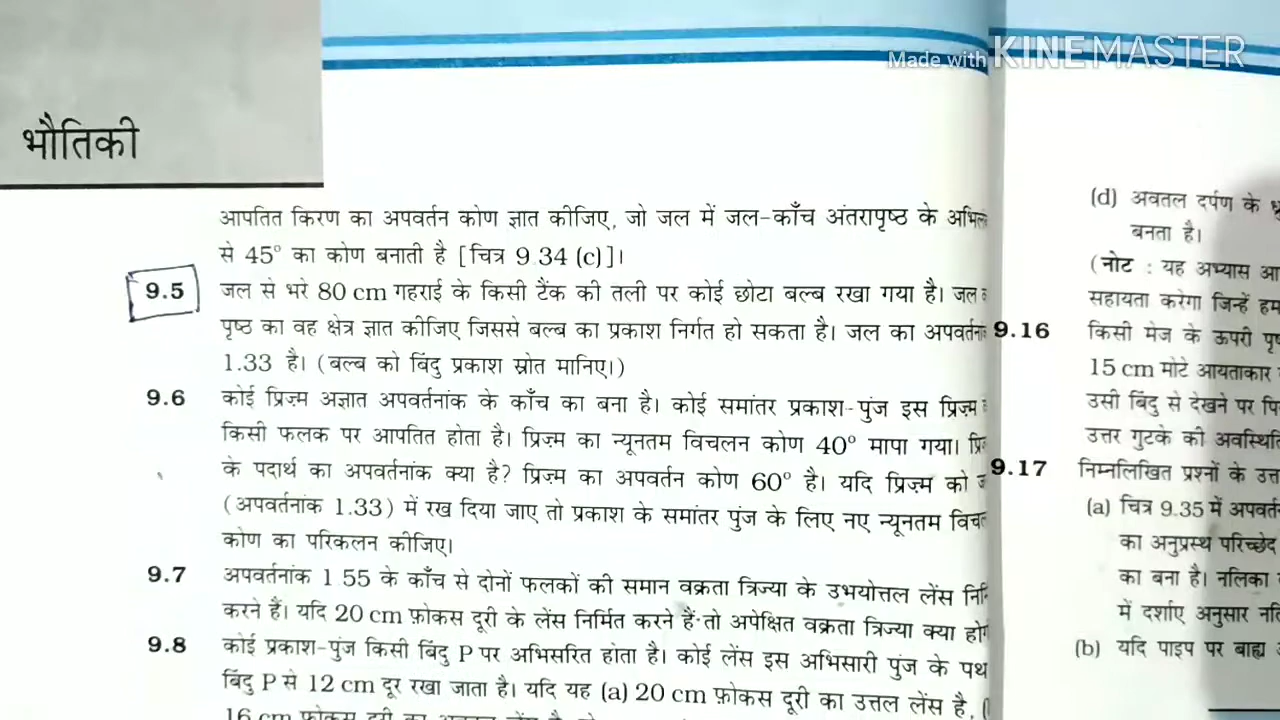 Made with KINEMASTER
भौतिकी
आपतित किरण का अपवर्तन कोण ज्ञात कीजिए, जो जल में जल-काँच अंतरापृष्ठ के
से 45° का कोण बनाती है [चित्र 9.34 (c)]।
9.5 जल से भरे 80 cm गहराई के किसी टैंक की तली पर कोई छोटा बल्ब रखा गया है। जल
पृष्ठ का वह क्षेत्र ज्ञात कीजिए जिससे बल्ब का प्रकाश निर्गत हो सकता है। जल का
1.33 है। (बल्ब को बिंदु प्रकाश स्रोत मानिए।)
9.6 कोई प्रिज़्म अज्ञात अपवर्तनांक के काँच का बना है। कोई समांतर प्रकाश-पुंज इस प्रिज़्म
किसी फलक पर आपतित होता है। प्रिज़्म का न्यूनतम विचलन कोण 40° मापा गया।
के पदार्थ का अपवर्तनांक क्या है? प्रिज़्म का अपवर्तन कोण 60° है। यदि प्रिज़्म को
(अपवर्तनांक 1.33) में रख दिया जाए तो प्रकाश के समांतर पुंज के लिए नए न्यूनतम
कोण का परिकलन कीजिए।
9.7 अपवर्तनांक 1.55 के काँच से दोनों फलकों की समान वक्रता त्रिज्या के उभयोत्तल लेंस
करने हैं। यदि 20 cm फ़ोकस दूरी के लेंस निर्मित करने हैं तो अपेक्षित वक्रता त्रिज्या क्या
9.8 कोई प्रकाश-पुंज किसी बिंदु P पर अभिसरित होता है। कोई लेंस इस अभिसारी पुंज के पथ
बिंदु P से 12 cm दूर रखा जाता है। यदि यह (a) 20 cm फ़ोकस दूरी का उत्तल लेंस है,
16 cm
(d) अवतल दर्पण के
बनता है।
(नोट : यह अभ्यास
सहायता करेगा जिन्हें
9.16 किसी मेज के ऊपरी
15 cm मोटे आयताकार
उसी बिंदु से देखने पर
उत्तर गुटके की
9.17 निम्नलिखित प्रश्नों के
(a) चित्र 9.35 में
का अनुप्रस्थ परिच्छेद
का बना है। नलिका
में दर्शाए अनुसार
(b) यदि पाइप पर बाह्य